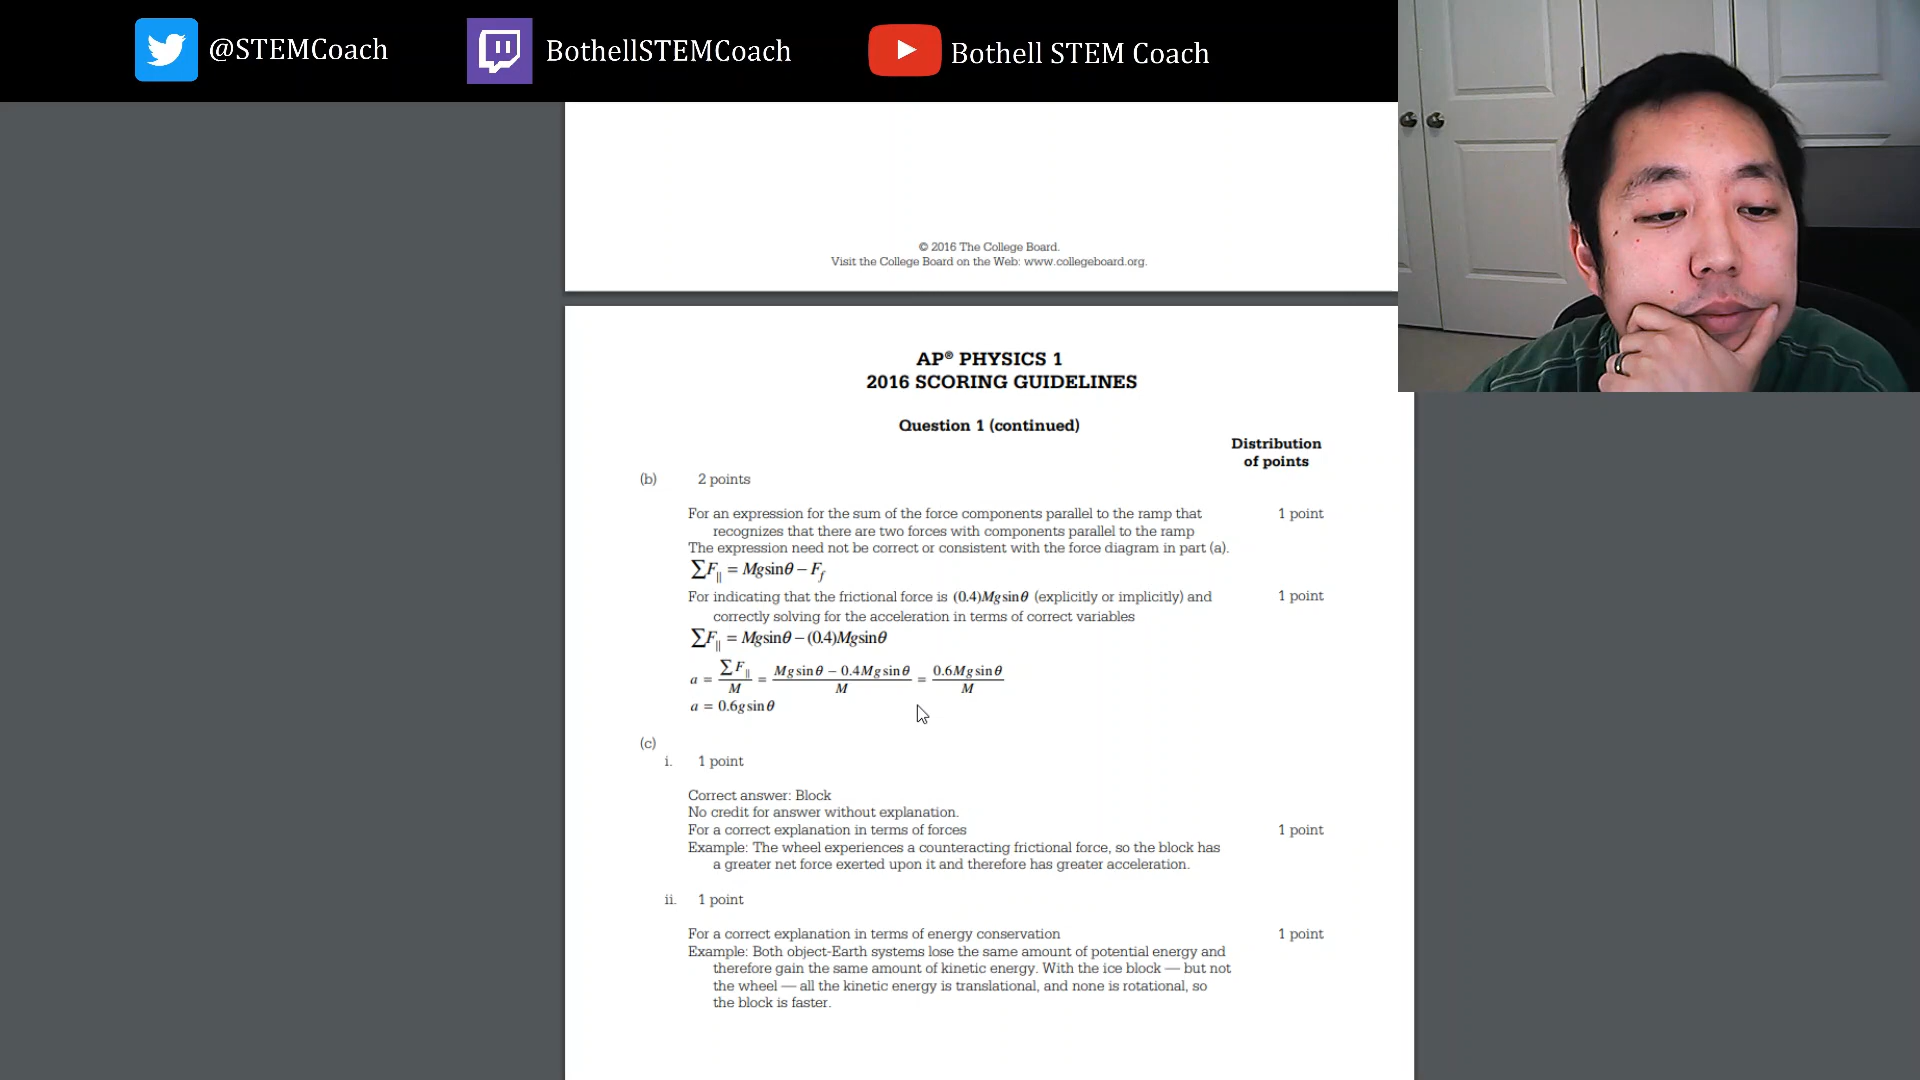 @STEMCoach
BothellSTEMCoach
Bothell STEM Coach
© 2016 The College Board.
Visit the College Board on the Web: www.collegeboard.org.
AP® PHYSICS 1
2016 SCORING GUIDELINES
Question 1 (continued)
Distribution
of points
(b) 2 points
For an expression for the sum of the force components parallel to the ramp that 1 point
recognizes that there are two forces with components parallel to the ramp
The expression need not be correct or consistent with the force diagram in part (a).
∑F∥ = Mg sinθ − Ff
For indicating that the frictional force is (0.4)Mg sinθ (explicitly or implicitly) and 1 point
correctly solving for the acceleration in terms of correct variables
∑F∥ = Mg sinθ − (0.4)Mg sinθ
a = ∑F∥ / M = Mg sinθ − 0.4Mg sinθ / M = 0.6Mg sinθ / M
a = 0.6g sinθ
(c)
i. 1 point
Correct answer: Block
No credit for answer without explanation.
For a correct explanation in terms of forces 1 point
Example: The wheel experiences a counteracting frictional force, so the block has
a greater net force exerted upon it and therefore has greater acceleration.
ii. 1 point
For a correct explanation in terms of energy conservation 1 point
Example: Both object-Earth systems lose the same amount of potential energy and
therefore gain the same amount of kinetic energy. With the ice block — but not
the wheel — all the kinetic energy is translational, and none is rotational, so
the block is faster.